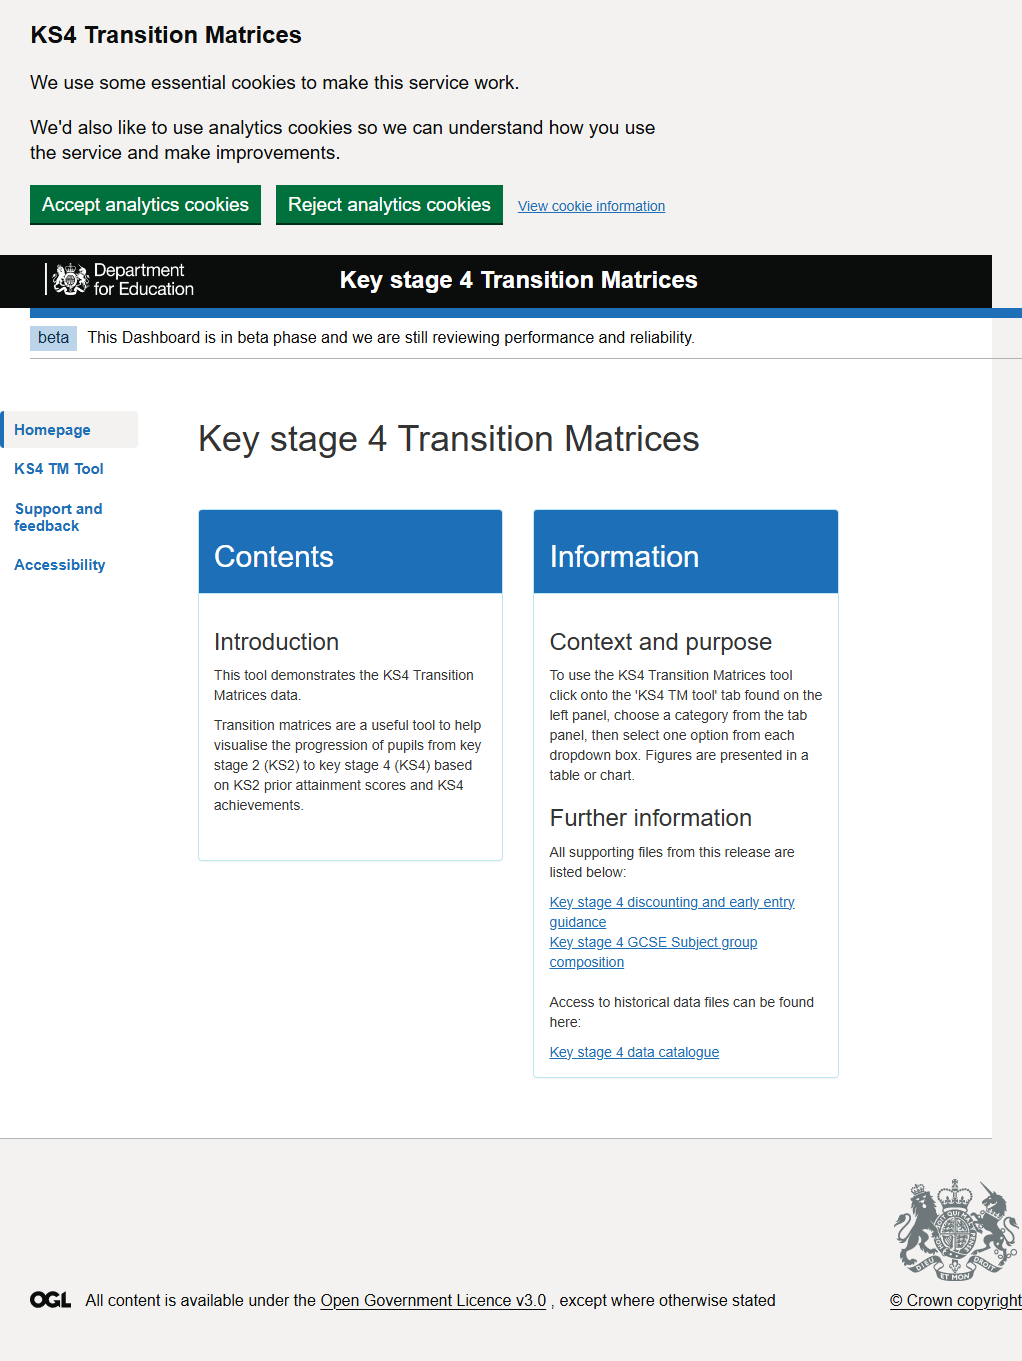 KS4 Transition Matrices
We use some essential cookies to make this service work.
We'd also like to use analytics cookies so we can understand how you use
the service and make improvements.
Accept analytics cookies
Reject analytics cookies
View cookie information
Department
for Education
Key stage 4 Transition Matrices
beta
This Dashboard is in beta phase and we are still reviewing performance and reliability.
Homepage
KS4 TM Tool
Support and
feedback
Accessibility
Key stage 4 Transition Matrices
Contents
Introduction
This tool demonstrates the KS4 Transition
Matrices data.
Transition matrices are a useful tool to help
visualise the progression of pupils from key
stage 2 (KS2) to key stage 4 (KS4) based
on KS2 prior attainment scores and KS4
achievements.
Information
Context and purpose
To use the KS4 Transition Matrices tool
click onto the 'KS4 TM tool' tab found on the
left panel, choose a category from the tab
panel, then select one option from each
dropdown box. Figures are presented in a
table or chart.
Further information
All supporting files from this release are
listed below:
Key stage 4 discounting and early entry
guidance
Key stage 4 GCSE Subject group
composition
Access to historical data files can be found
here:
Key stage 4 data catalogue
DIEU ET MON DROIT
OGL
All content is available under the Open Government Licence v3.0 , except where otherwise stated
© Crown copyright